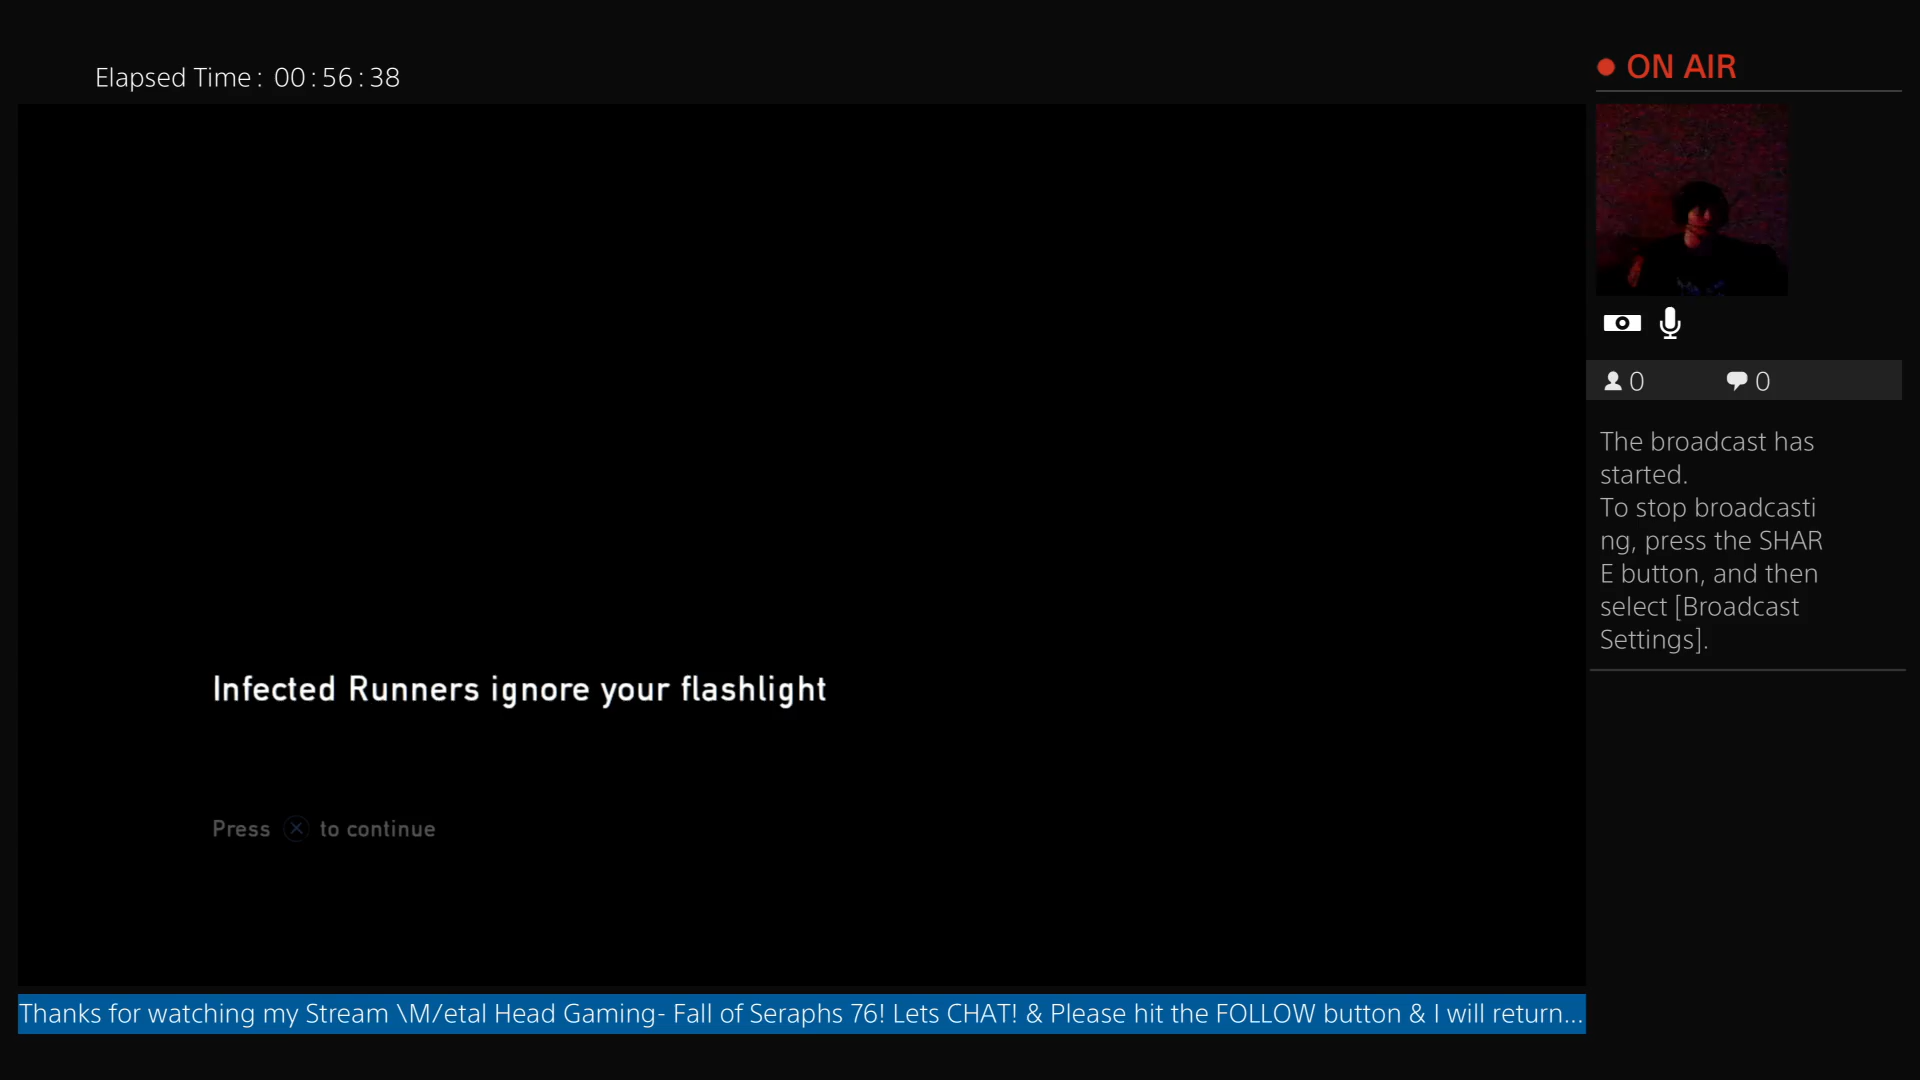 Elapsed Time: 00:56:38
ON AIR
0 0
The broadcast has
started.
To stop broadcasti
ng, press the SHAR
E button, and then
select [Broadcast
Settings].
Infected Runners ignore your flashlight
Press ⓧ to continue
Thanks for watching my Stream \M/etal Head Gaming- Fall of Seraphs 76! Lets CHAT! & Please hit the FOLLOW button & I will return...